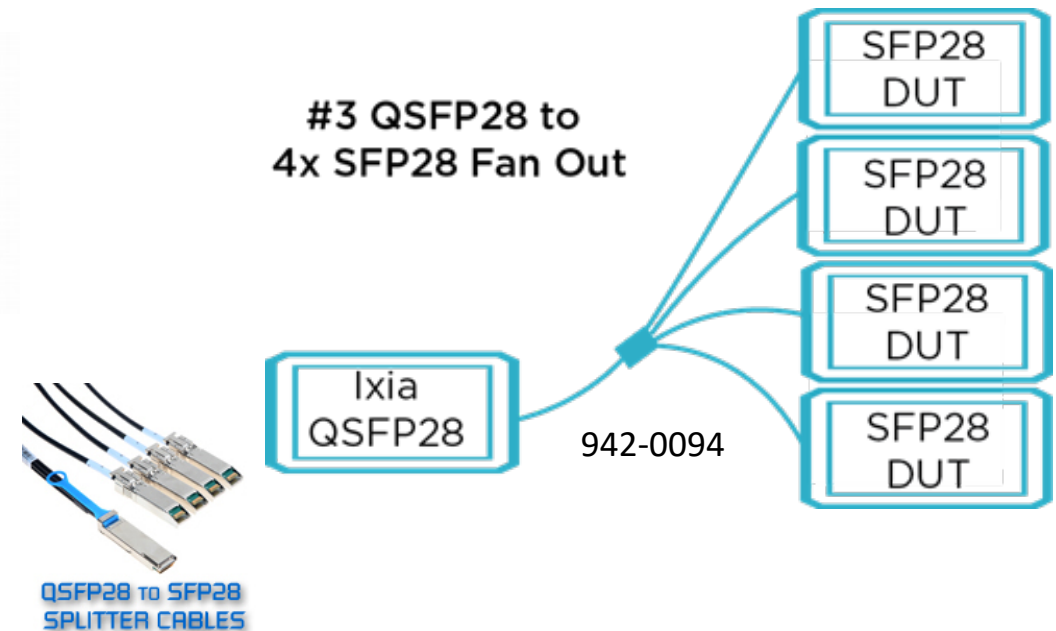 #3 QSFP28 to
4x SFP28 Fan Out
SFP28
DUT
SFP28
DUT
SFP28
DUT
SFP28
DUT
Ixia
QSFP28
942-0094
QSFP28 TO SFP28
SPLITTER CABLES